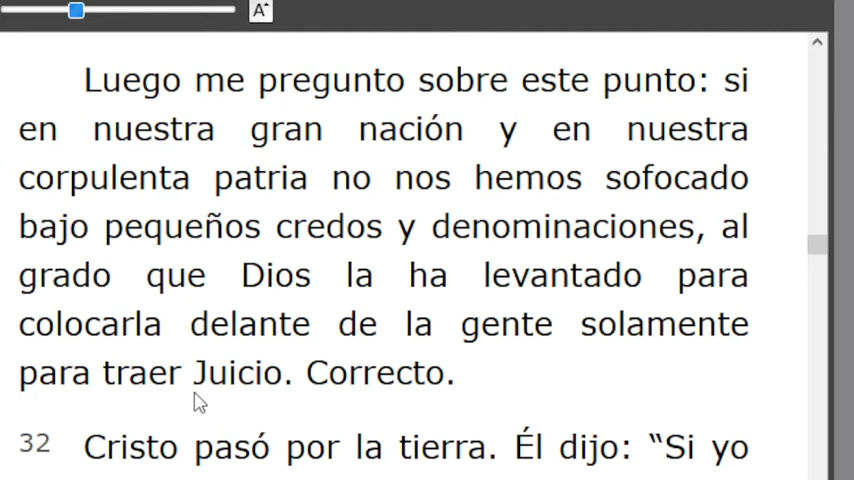 A
Luego me pregunto sobre este punto: si
en nuestra gran nación y en nuestra
corpulenta patria no nos hemos sofocado
bajo pequeños credos y denominaciones, al
grado que Dios la ha levantado para
colocarla delante de la gente solamente
para traer Juicio. Correcto.
32 Cristo pasó por la tierra. Él dijo: “Si yo